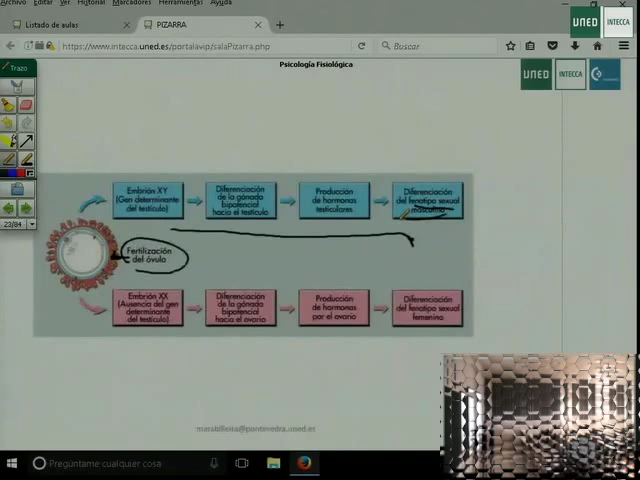 Archivo Editar Ver Historial Marcadores Herramientas Ayuda
Listado de aulas
PIZARRA
https://www.intecca.uned.es/portalavip/salaPizarra.php
Buscar
UNED
INTECCA
Trazo
Psicología Fisiológica
UNED
INTECCA
Embrión XY
(Gen determinante
del testículo)
Diferenciación
de la gónada
bipotencial
hacia el testículo
Producción
de hormonas
testiculares
Diferenciación
del fenotipo sexual
masculino
Fertilización
del óvulo
Embrión XX
(Ausencia del gen
determinante
del testículo)
Diferenciación
de la gónada
bipotencial
hacia el ovario
Producción
de hormonas
por el ovario
Diferenciación
del fenotipo sexual
femenino
23/84
@pontevedra.uned.es
Pregúntame cualquier cosa